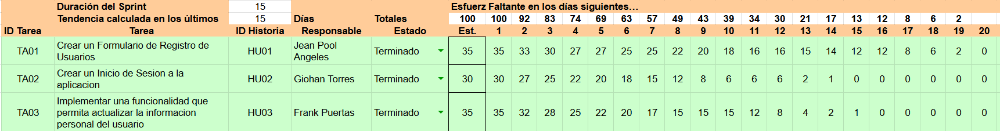 Duración del Sprint 15 Esfuerz Faltante en los días siguientes…
Tendencia calculada en los últimos 15 Días Totales 100 100 92 83 74 69 63 57 49 43 39 34 30 21 17 13 12 8 6 2
ID Tarea Tarea ID Historia Responsable Estado Est. 1 2 3 4 5 6 7 8 9 10 11 12 13 14 15 16 17 18 19 20
TA01 Crear un Formulario de Registro de
Usuarios HU01 Jean Pool
Angeles Terminado 35 35 33 30 27 27 25 25 22 20 18 16 16 15 14 12 12 8 6 2 0
TA02 Crear un Inicio de Sesion a la
aplicacion HU02 Giohan Torres Terminado 30 30 27 25 22 20 18 15 12 8 6 6 6 2 1 0 0 0 0 0 0
TA03 Implementar una funcionalidad que
permita actualizar la informacion
personal del usuario HU03 Frank Puertas Terminado 35 35 32 28 25 22 20 17 15 15 15 12 8 4 2 1 0 0 0 0 0